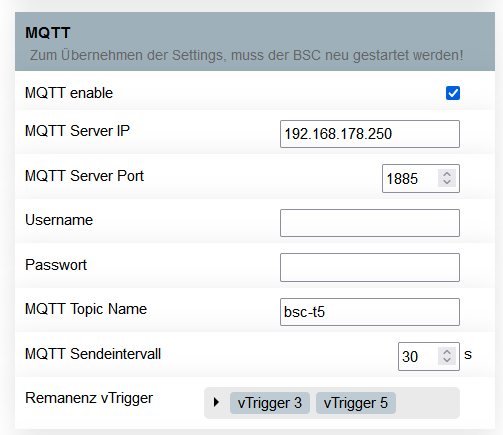 MQTT
Zum Übernehmen der Settings, muss der BSC neu gestartet werden!
MQTT enable
MQTT Server IP 192.168.178.250
MQTT Server Port 1885
Username
Passwort
MQTT Topic Name bsc-t5
MQTT Sendeintervall 30 s
Remanenz vTrigger vTrigger 3 vTrigger 5